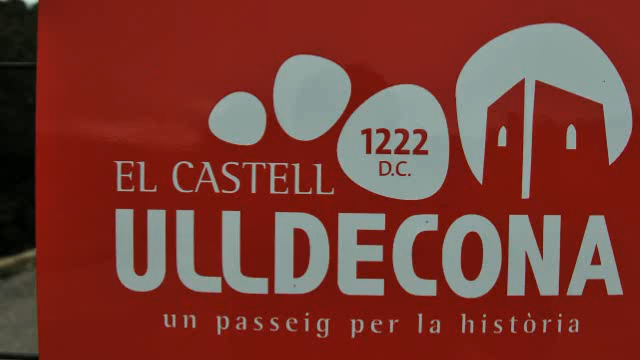 1222
D.C.
EL CASTELL
ULLDECONA
un passeig per la història